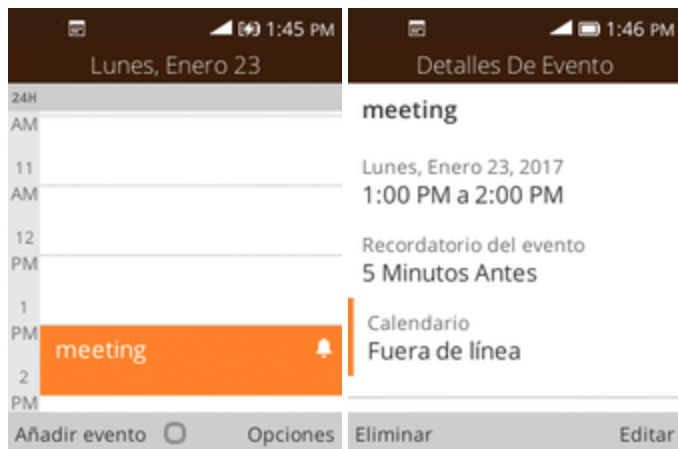 1:45 PM
Lunes, Enero 23
24H
AM
11
AM
12
PM
1
PM
meeting
2
PM
Añadir evento
Opciones
1:46 PM
Detalles De Evento
meeting
Lunes, Enero 23, 2017
1:00 PM a 2:00 PM
Recordatorio del evento
5 Minutos Antes
Calendario
Fuera de línea
Eliminar
Editar